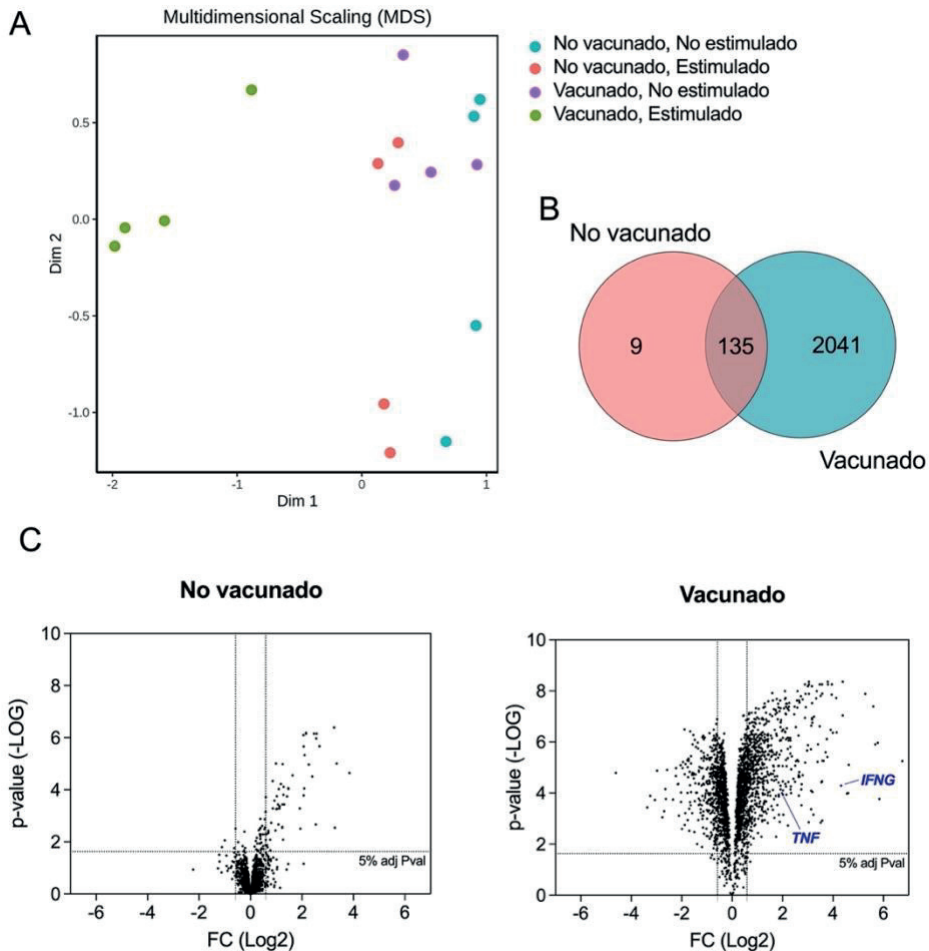 A
Multidimensional Scaling (MDS)
No vacunado, No estimulado
No vacunado, Estimulado
Vacunado, No estimulado
Vacunado, Estimulado
0.5
0.0
-0.5
-1.0
Dim 2
-2
-1
0
1
Dim 1
B
No vacunado
9
135
2041
Vacunado
C
No vacunado
10
8
6
4
2
0
p-value (-LOG)
5% adj Pval
-6
-4
-2
0
2
4
6
FC (Log2)
Vacunado
10
8
6
4
2
0
p-value (-LOG)
IFNG
TNF
5% adj Pval
-6
-4
-2
0
2
4
6
FC (Log2)